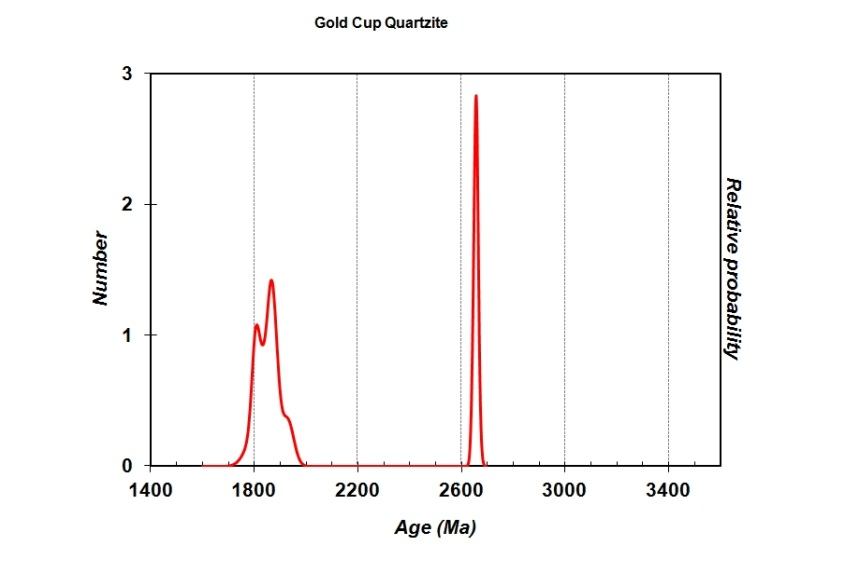 Gold Cup Quartzite
3
2
1
0
Number
Relative probability
1400 1800 2200 2600 3000 3400
Age (Ma)